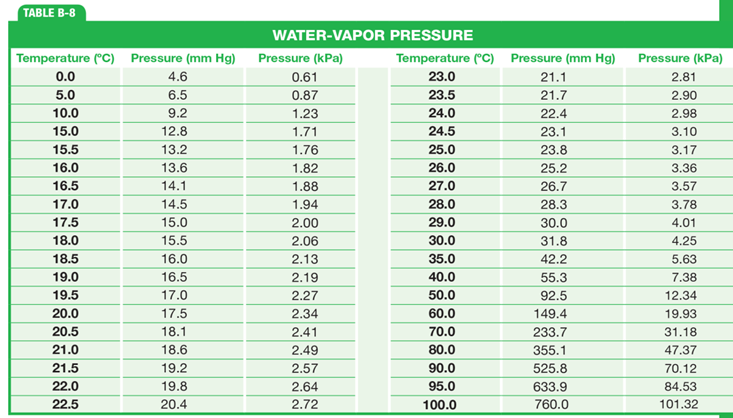 TABLE B-8
WATER-VAPOR PRESSURE
Temperature (°C) Pressure (mm Hg) Pressure (kPa) Temperature (°C) Pressure (mm Hg) Pressure (kPa)
0.0 4.6 0.61 23.0 21.1 2.81
5.0 6.5 0.87 23.5 21.7 2.90
10.0 9.2 1.23 24.0 22.4 2.98
15.0 12.8 1.71 24.5 23.1 3.10
15.5 13.2 1.76 25.0 23.8 3.17
16.0 13.6 1.82 26.0 25.2 3.36
16.5 14.1 1.88 27.0 26.7 3.57
17.0 14.5 1.94 28.0 28.3 3.78
17.5 15.0 2.00 29.0 30.0 4.01
18.0 15.5 2.06 30.0 31.8 4.25
18.5 16.0 2.13 35.0 42.2 5.63
19.0 16.5 2.19 40.0 55.3 7.38
19.5 17.0 2.27 50.0 92.5 12.34
20.0 17.5 2.34 60.0 149.4 19.93
20.5 18.1 2.41 70.0 233.7 31.18
21.0 18.6 2.49 80.0 355.1 47.37
21.5 19.2 2.57 90.0 525.8 70.12
22.0 19.8 2.64 95.0 633.9 84.53
22.5 20.4 2.72 100.0 760.0 101.32